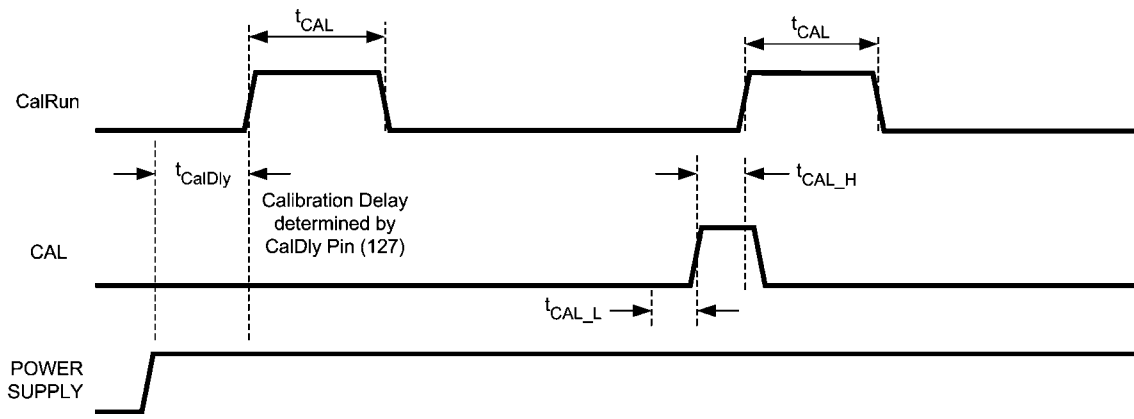 tCAL
tCAL
CalRun
tCalDly
tCAL_H
Calibration Delay
determined by
CalDly Pin (127)
CAL
tCAL_L
POWER
SUPPLY